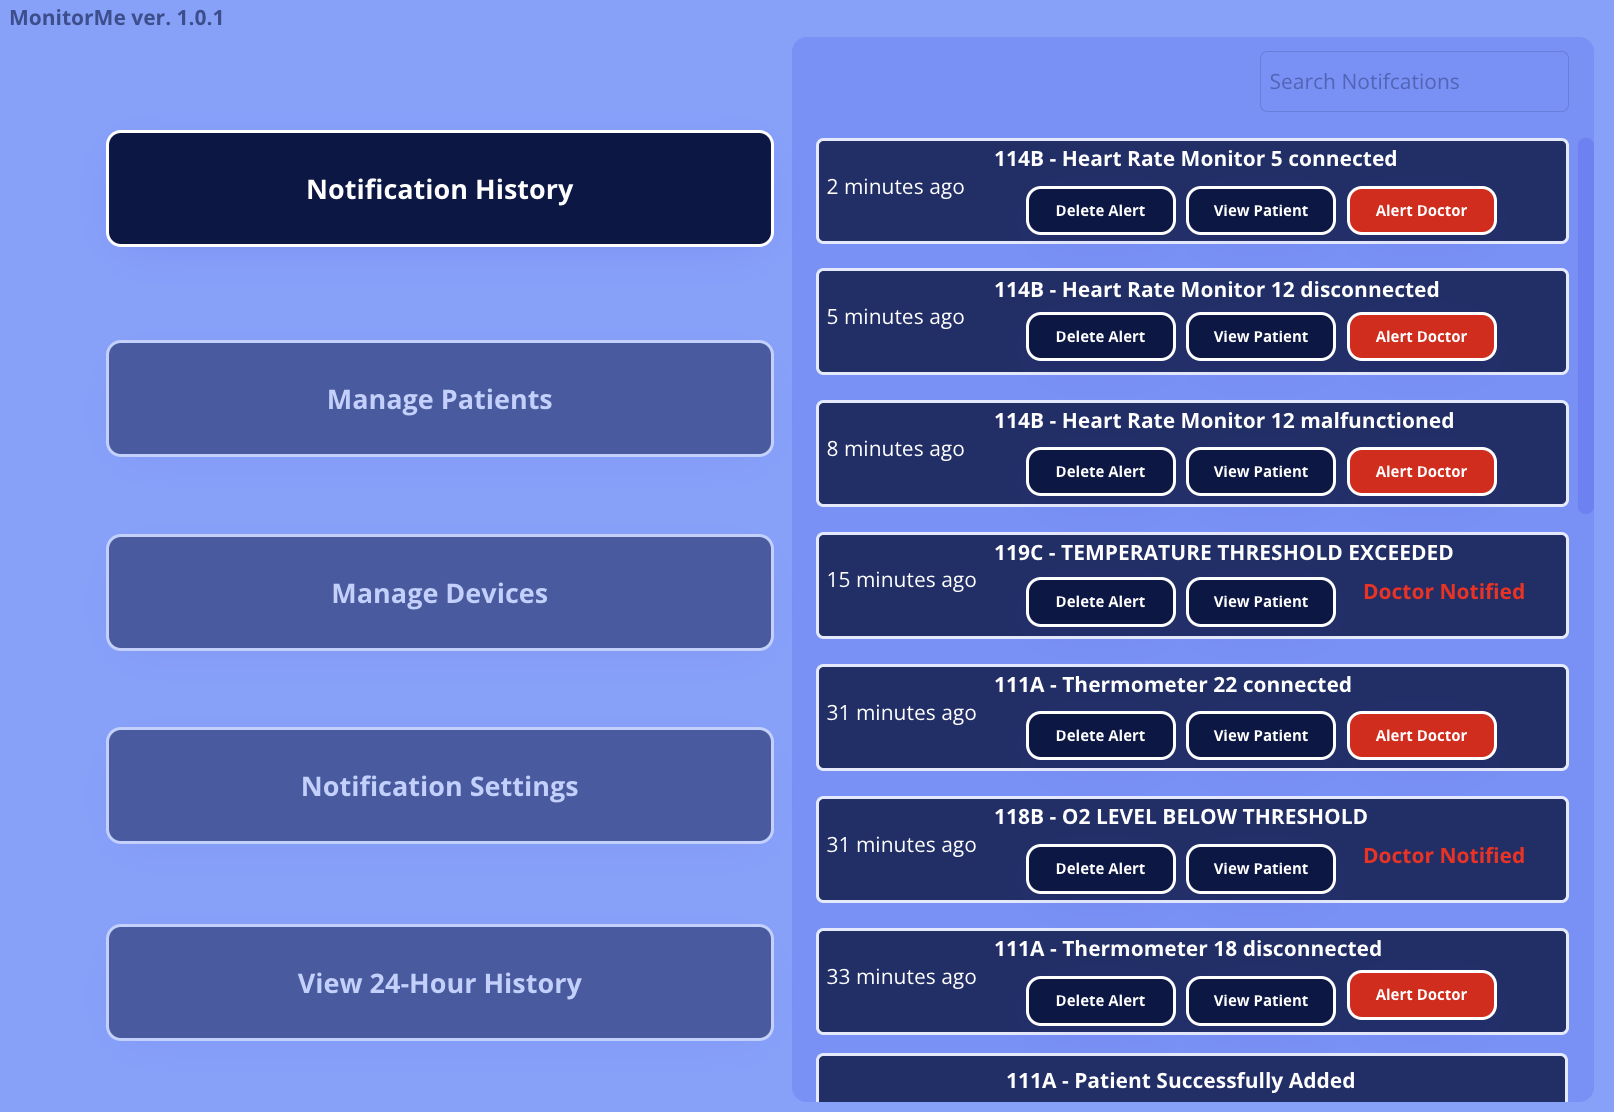 MonitorMe ver. 1.0.1
Notification History
Manage Patients
Manage Devices
Notification Settings
View 24-Hour History
Search Notifcations
114B - Heart Rate Monitor 5 connected
2 minutes ago
Delete Alert View Patient Alert Doctor
114B - Heart Rate Monitor 12 disconnected
5 minutes ago
Delete Alert View Patient Alert Doctor
114B - Heart Rate Monitor 12 malfunctioned
8 minutes ago
Delete Alert View Patient Alert Doctor
119C - TEMPERATURE THRESHOLD EXCEEDED
15 minutes ago
Delete Alert View Patient Doctor Notified
111A - Thermometer 22 connected
31 minutes ago
Delete Alert View Patient Alert Doctor
118B - O2 LEVEL BELOW THRESHOLD
31 minutes ago
Delete Alert View Patient Doctor Notified
111A - Thermometer 18 disconnected
33 minutes ago
Delete Alert View Patient Alert Doctor
111A - Patient Successfully Added